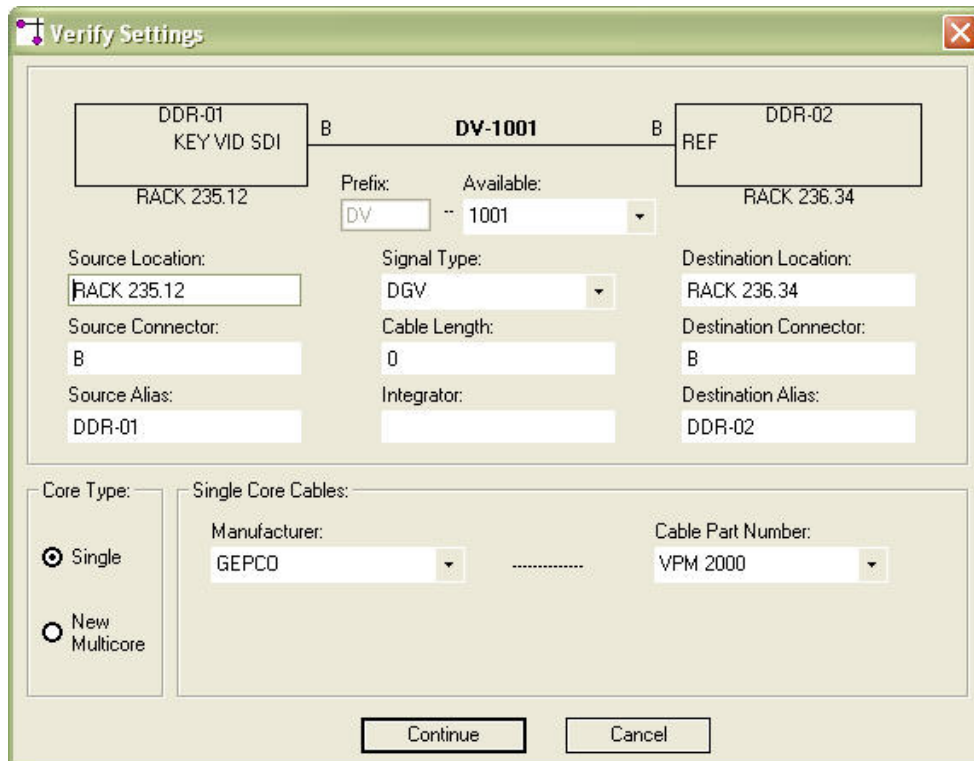 Verify Settings
DDR-01
KEY VID SDI
RACK 235.12
B DV-1001 B
DDR-02
REF
RACK 236.34
Prefix: Available:
DV -- 1001
Source Location: Signal Type: Destination Location:
RACK 235.12 DGV RACK 236.34
Source Connector: Cable Length: Destination Connector:
B 0 B
Source Alias: Integrator: Destination Alias:
DDR-01 DDR-02
Core Type:
Single
New
Multicore
Single Core Cables:
Manufacturer: Cable Part Number:
GEPCO -------------- VPM 2000
Continue Cancel